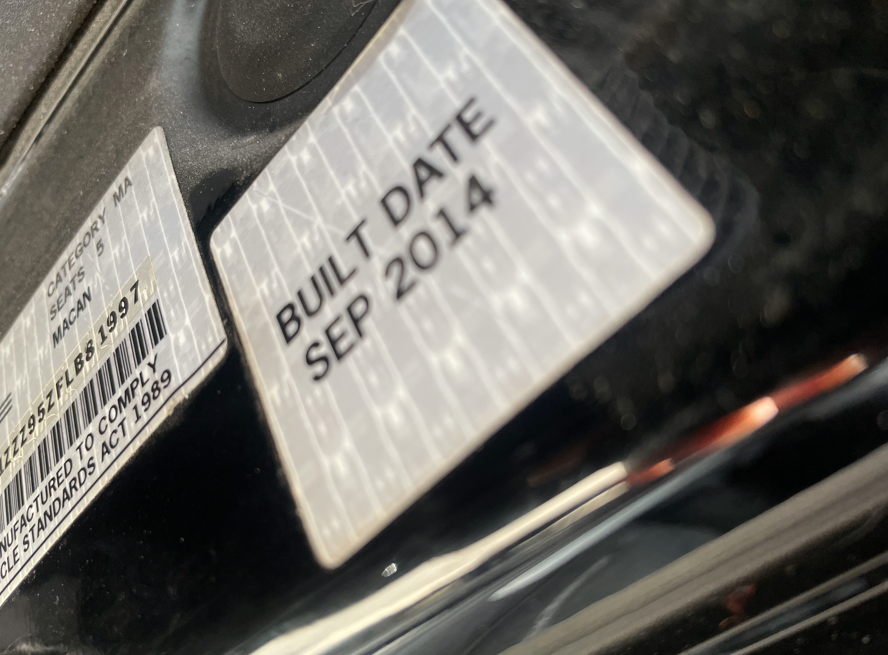 CATEGORY MA
SEATS 5
MACAN
ZZZ95ZFLB81997
NUFACTURED TO COMPLY
CLE STANDARDS ACT 1989
BUILT DATE
SEP 2014